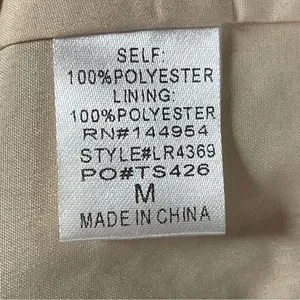 SELF:
100%POLYESTER
LINING:
100%POLYESTER
RN#144954
STYLE#LR4369
PO#TS426
M
MADE IN CHINA